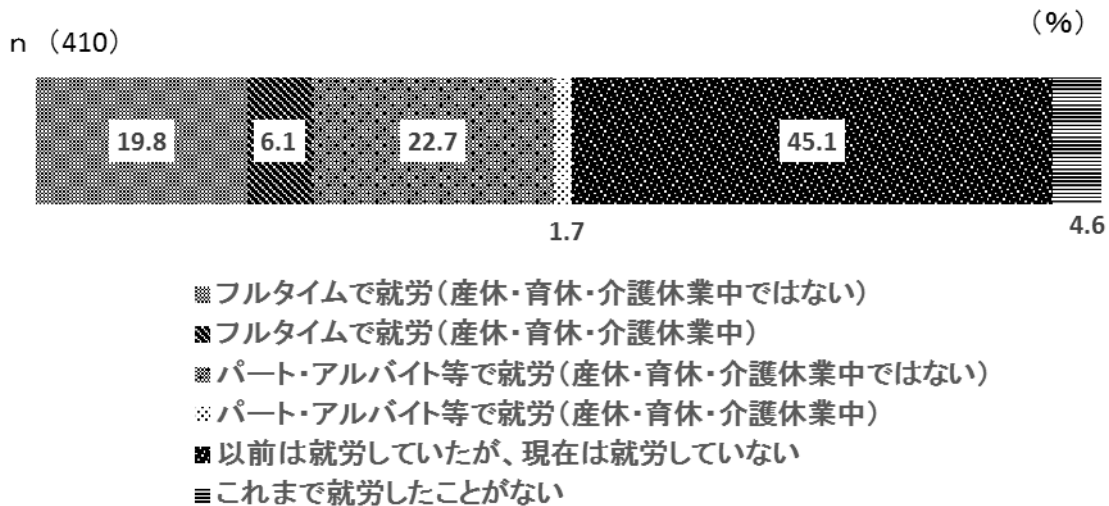 (%)
n (410)
19.8 6.1 22.7 45.1
1.7 4.6
フルタイムで就労(産休・育休・介護休業中ではない)
フルタイムで就労(産休・育休・介護休業中)
パート・アルバイト等で就労(産休・育休・介護休業中ではない)
パート・アルバイト等で就労(産休・育休・介護休業中)
以前は就労していたが、現在は就労していない
これまで就労したことがない